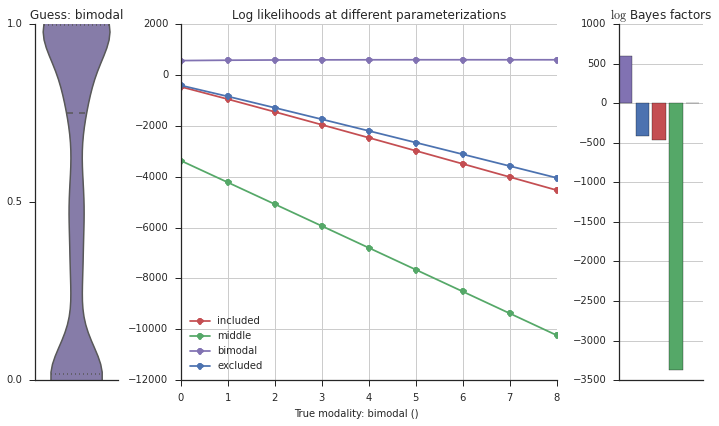 Guess: bimodal
1.0
0.5
0.0
Log likelihoods at different parameterizations
2000
0
−2000
−4000
−6000
−8000
−10000
−12000
included
middle
bimodal
excluded
0 1 2 3 4 5 6 7 8
True modality: bimodal ()
log Bayes factors
1000
500
0
−500
−1000
−1500
−2000
−2500
−3000
−3500